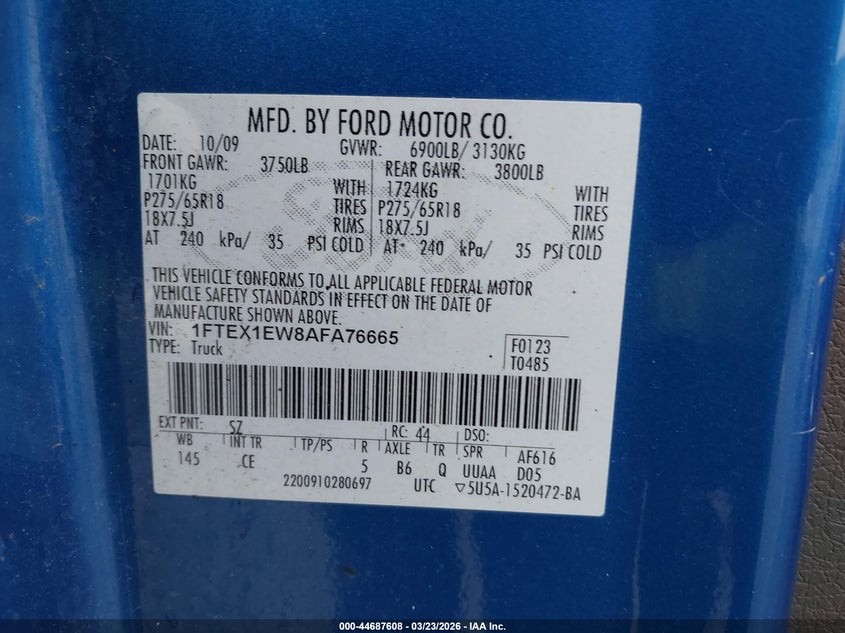 MFD. BY FORD MOTOR CO.
DATE: 10/09 GVWR: 6900LB/ 3130KG
FRONT GAWR: 3750LB REAR GAWR: 3800LB
1701KG WITH 1724KG WITH
P275/65R18 TIRES P275/65R18 TIRES
18X7.5J RIMS 18X7.5J RIMS
AT 240 kPa/ 35 PSI COLD AT- 240 kPa/ 35 PSI COLD
THIS VEHICLE CONFORMS TO ALL APPLICABLE FEDERAL MOTOR
VEHICLE SAFETY STANDARDS IN EFFECT ON THE DATE OF
MANUFACTURE SHOWN ABOVE.
VIN: 1FTEX1EW8AFA76665 F0123
TYPE: Truck T0485
EXT PNT: SZ RC: 44 DSO:
WB INT TR TP/PS R AXLE TR SPR AF616
145 CE 5 B6 Q UUAA D05
2200910280697 UTC ▽5U5A-1520472-BA
000-44687608 | 03/23/2026 - IAA Inc.